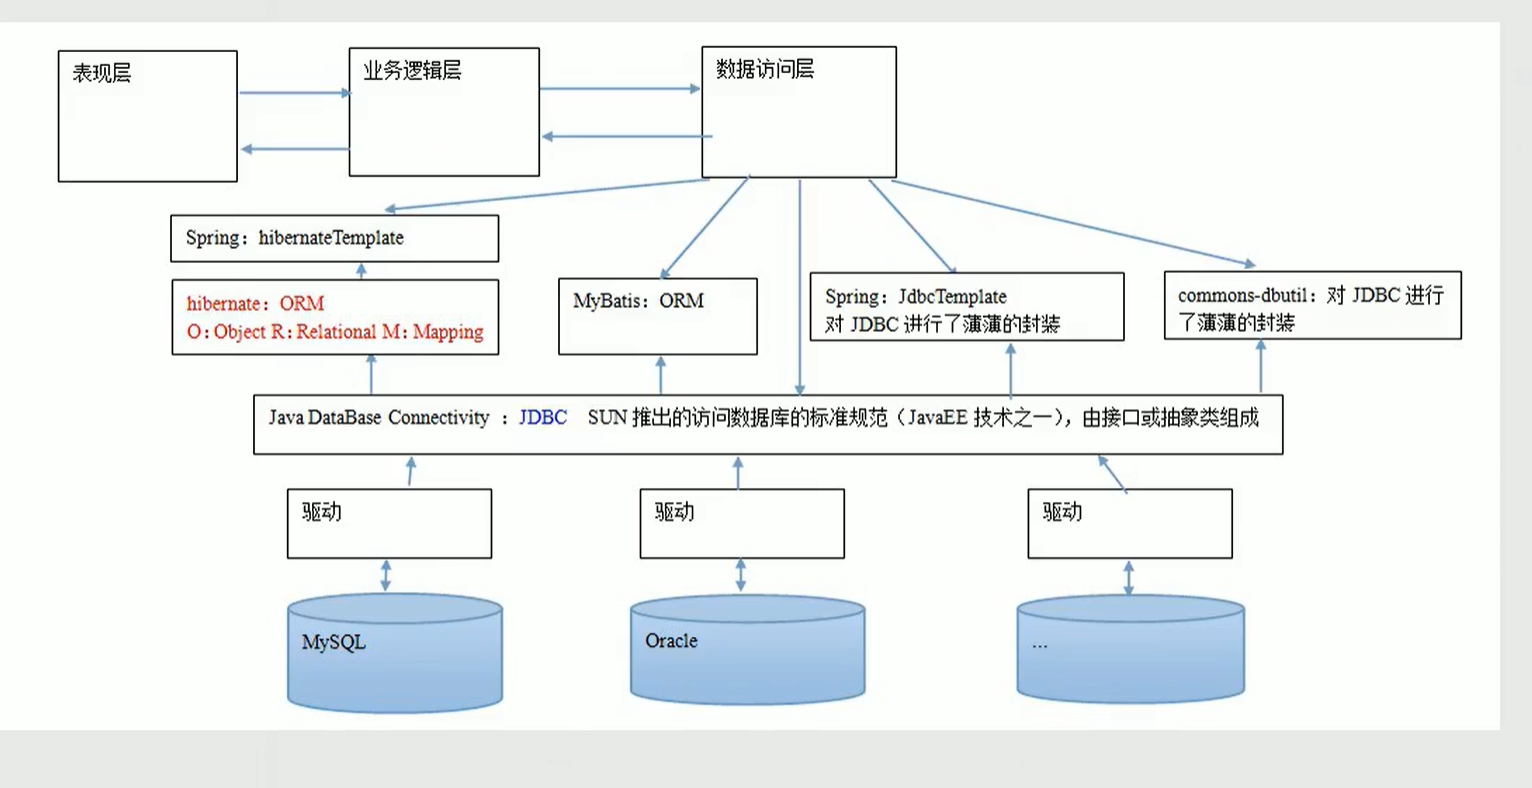 表现层
业务逻辑层
数据访问层
Spring：hibernateTemplate
hibernate：ORM
O：Object R：Relational M：Mapping
MyBatis：ORM
Spring：JdbcTemplate
对 JDBC 进行了薄薄的封装
commons-dbutil：对 JDBC 进行
了薄薄的封装
Java DataBase Connectivity ：JDBC SUN 推出的访问数据库的标准规范（JavaEE 技术之一），由接口或抽象类组成
驱动
驱动
驱动
MySQL
Oracle
...